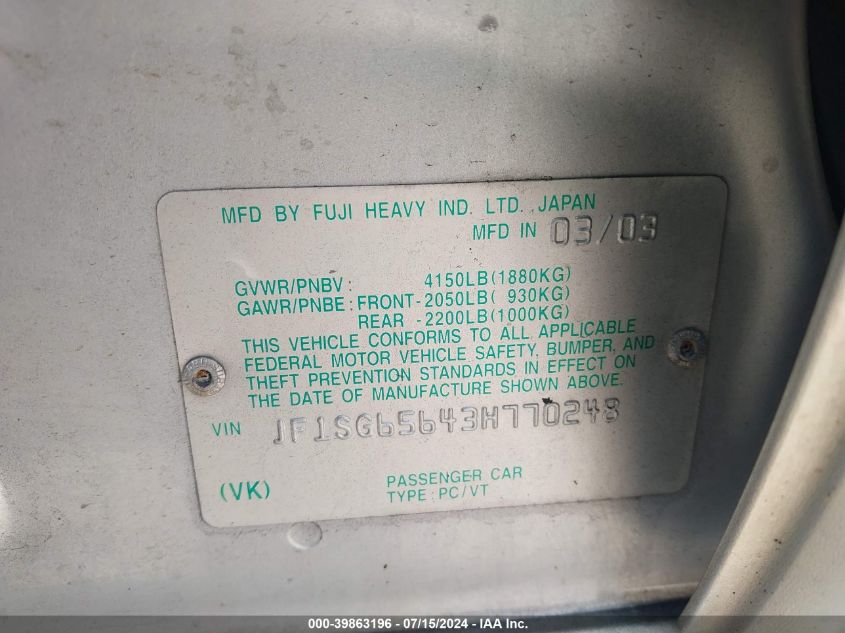 MFD BY FUJI HEAVY IND. LTD. JAPAN
MFD IN 03/03
GVWR/PNBV: 4150LB(1880KG)
GAWR/PNBE: FRONT-2050LB( 930KG)
REAR -2200LB(1000KG)
THIS VEHICLE CONFORMS TO ALL APPLICABLE
FEDERAL MOTOR VEHICLE SAFETY, BUMPER, AND
THEFT PREVENTION STANDARDS IN EFFECT ON
THE DATE OF MANUFACTURE SHOWN ABOVE.
VIN JF1SG65643H770248
(VK) PASSENGER CAR
TYPE: PC/VT
000-39863196 - 07/15/2024 - IAA Inc.